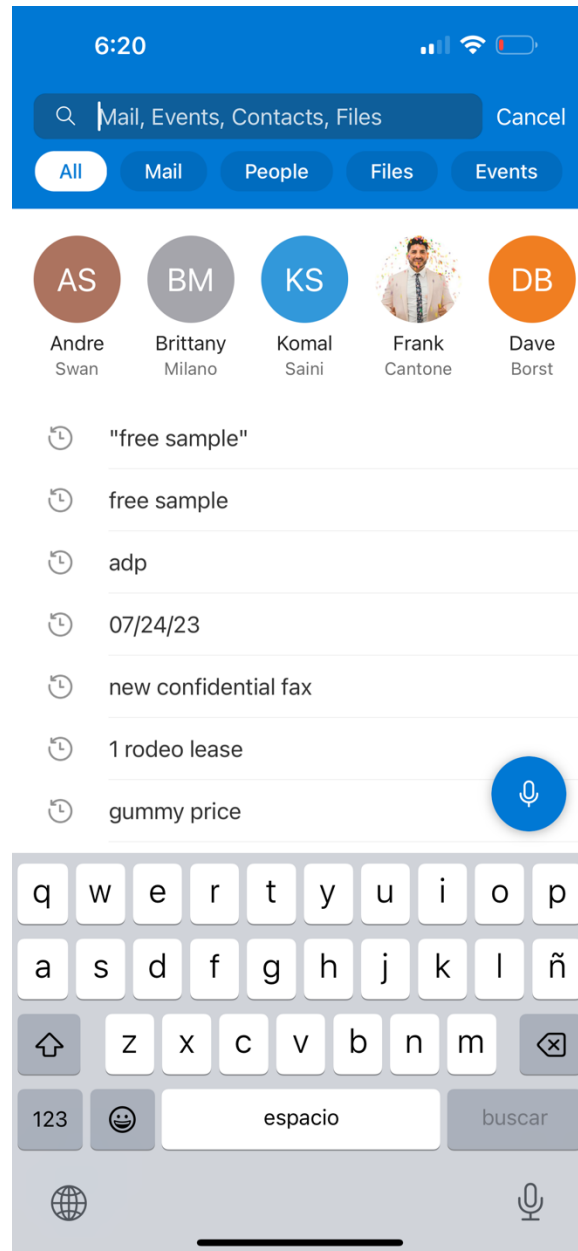 6:20
Mail, Events, Contacts, Files
Cancel
All Mail People Files Events
AS BM KS DB
Andre Brittany Komal Frank Dave
Swan Milano Saini Cantone Borst
"free sample"
free sample
adp
07/24/23
new confidential fax
1 rodeo lease
gummy price
q w e r t y u i o p
a s d f g h j k l ñ
z x c v b n m
123 espacio buscar